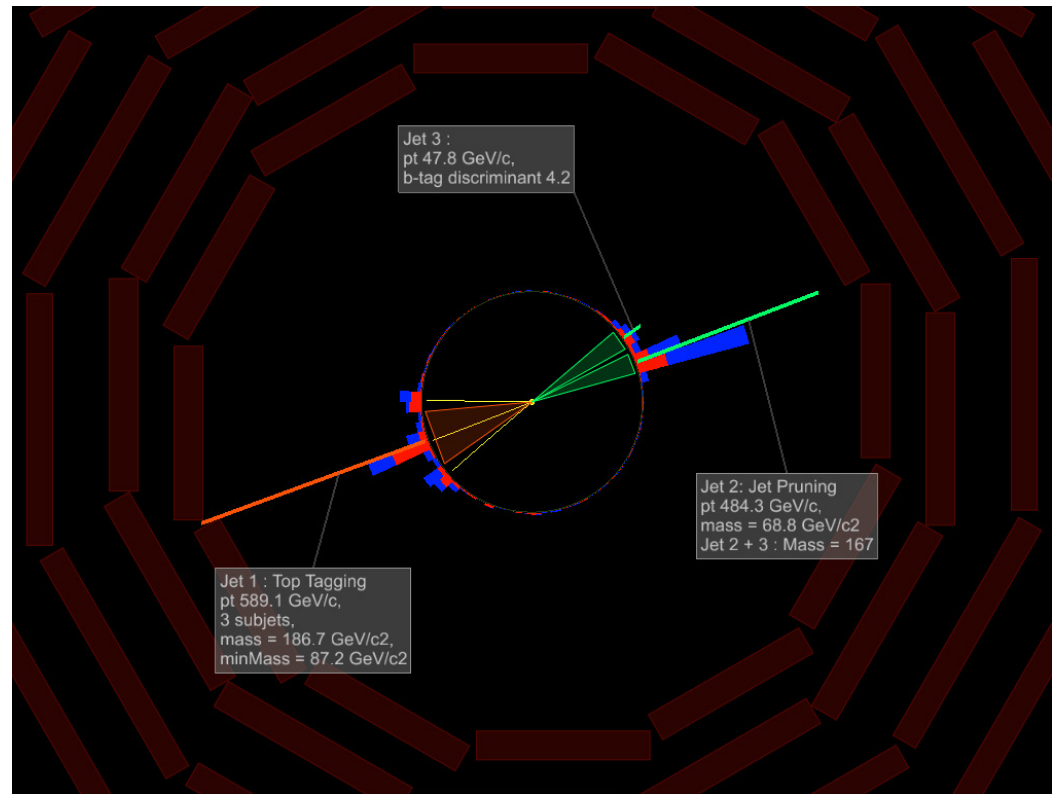 Jet 3 :
pt 47.8 GeV/c,
b-tag discriminant 4.2
Jet 2: Jet Pruning
pt 484.3 GeV/c,
mass = 68.8 GeV/c2
Jet 2 + 3 : Mass = 167
Jet 1 : Top Tagging
pt 589.1 GeV/c,
3 subjets,
mass = 186.7 GeV/c2,
minMass = 87.2 GeV/c2